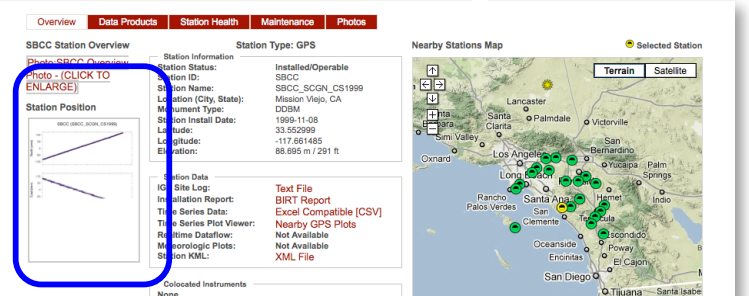 Overview Data Products Station Health Maintenance Photos
SBCC Station Overview Station Type: GPS Nearby Stations Map Selected Station
Photo:SBCC Overview
Photo - (CLICK TO
ENLARGE)
Station Position
SBCC (SBCC_SCGN_CS1999)
Station Information
Station Status: Installed/Operable
Station ID: SBCC
Station Name: SBCC_SCGN_CS1999
Location (City, State): Mission Viejo, CA
Monument Type: DDBM
Station Install Date: 1999-11-08
Latitude: 33.552999
Longitude: -117.661485
Elevation: 88.695 m / 291 ft
Station Data
IGS Site Log: Text File
Installation Report: BIRT Report
Time Series Data: Excel Compatible [CSV]
Time Series Plot Viewer: Nearby GPS Plots
Realtime Dataflow: Not Available
Meteorologic Plots: Not Available
Station KML: XML File
Colocated Instruments
None
Terrain Satellite
Lancaster
Palmdale
Victorville
Santa
Clarita
Simi Valley
Oxnard
Los Angeles
San
Bernardino
Yucaipa
Palm
Springs
Long Beach
Rancho
Palos Verdes
Santa Ana
Hemet
Indio
San
Clemente
Temecula
Escondido
Oceanside
Poway
Encinitas
El Cajon
San Diego
Tijuana
Santa Isabe